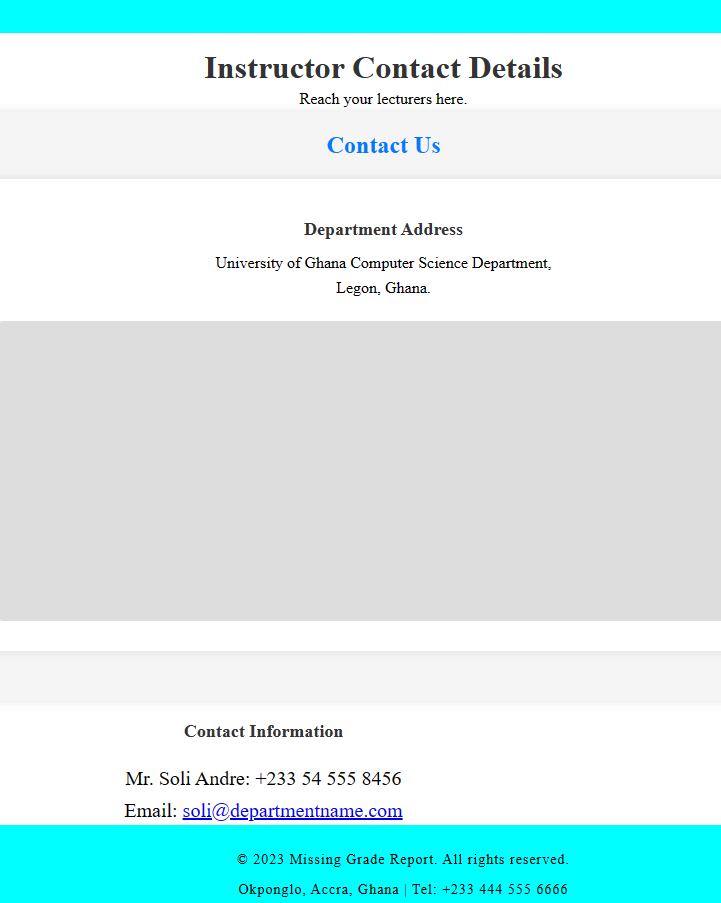 Instructor Contact Details
Reach your lecturers here.
Contact Us
Department Address
University of Ghana Computer Science Department,
Legon, Ghana.
Contact Information
Mr. Soli Andre: +233 54 555 8456
Email: soli@departmentname.com
© 2023 Missing Grade Report. All rights reserved.
Okponglo, Accra, Ghana | Tel: +233 444 555 6666